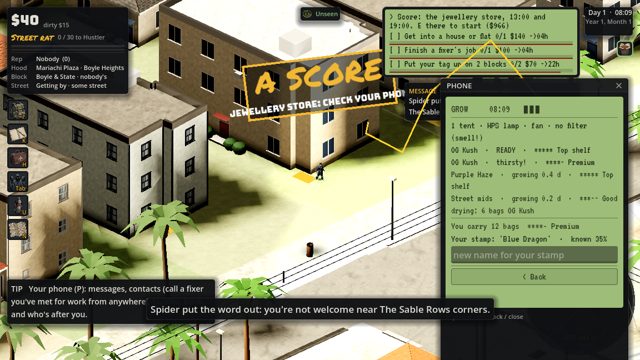 $40 dirty $15
STREET RAT 0 / 30 to Hustler
Rep Nobody (0)
Hood Mariachi Plaza · Boyle Heights
Block Boyle & State · nobody's
Street Getting by · some street
H
Tab
U
Unseen
> Score: the jewellery store, 13:00 and
19:00. E there to start ($966)
[ ] Get into a house or flat 0/1 $140 ->04h
[ ] Finish a fixer's job
[ ] Put your tag up on 2 blocks 0/2 $70 ->22h
Day 1 · 08:09
Year 1, Month 1
A SCORE
JEWELLERY STORE: CHECK YOUR PHO
MESSAGE
Spider pu
The Sable
PHONE
×
GROW 08:09
1 tent · HPS lamp · fan · no filter
(smell!)
OG Kush · READY · ***** Top shelf
OG Kush · thirsty! · ****· Premium
Purple Haze · growing 0.4 d · ***** Top
shelf
Street mids · growing 0.2 d · ***·· Good
drying: 6 bags OG Kush
You carry 12 bags ****· Premium
Your stamp: 'Blue Dragon' · known 35%
new name for your stamp
‹ Back
back / close
TIP Your phone (P): messages, contacts (call a fixer
you've met for work from anywhere
and who's after you.
Spider put the word out: you're not welcome near The Sable Rows corners.